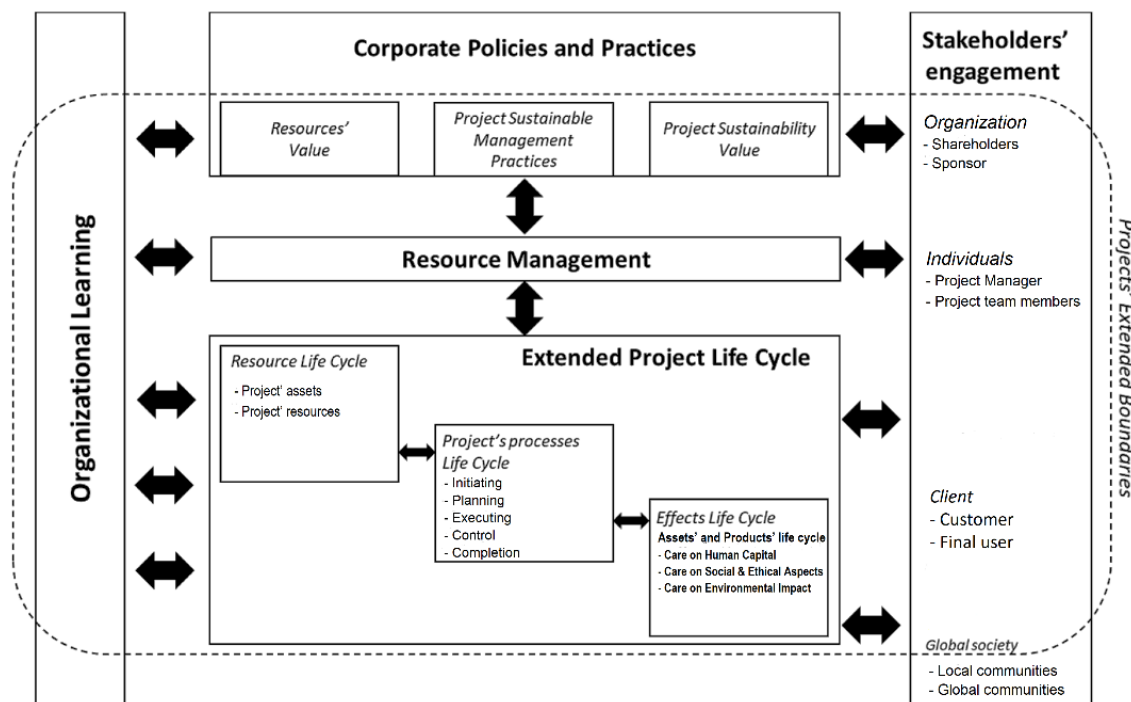 Corporate Policies and Practices
Resources'
Value
Project Sustainable
Management
Practices
Project Sustainability
Value
Stakeholders'
engagement
Organization
- Shareholders
- Sponsor
Organizational Learning
Resource Management
Individuals
- Project Manager
- Project team members
Projects' Extended Boundaries
Extended Project Life Cycle
Resource Life Cycle
- Project' assets
- Project' resources
Project's processes
Life Cycle
- Initiating
- Planning
- Executing
- Control
- Completion
Effects Life Cycle
Assets' and Products' life cycle
- Care on Human Capital
- Care on Social & Ethical Aspects
- Care on Environmental Impact
Client
- Customer
- Final user
Global society
- Local communities
- Global communities